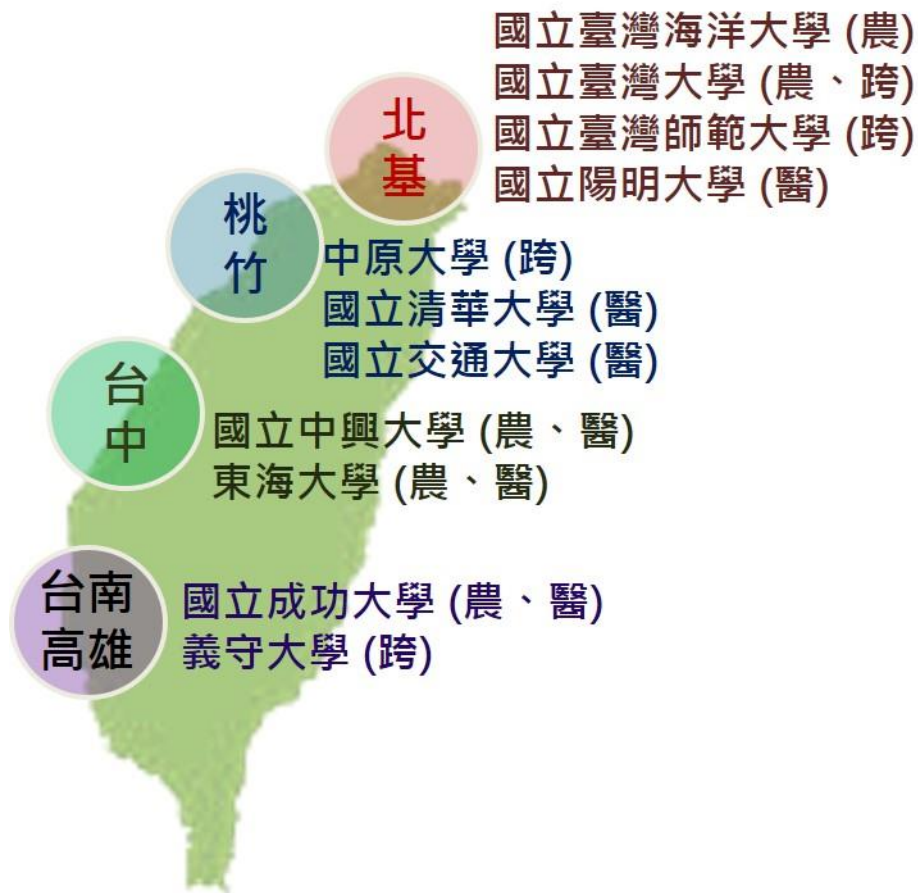 北
基
國立臺灣海洋大學 (農)
國立臺灣大學 (農、跨)
國立臺灣師範大學 (跨)
國立陽明大學 (醫)
桃
竹
中原大學 (跨)
國立清華大學 (醫)
國立交通大學 (醫)
台
中
國立中興大學 (農、醫)
東海大學 (農、醫)
台南
高雄
國立成功大學 (農、醫)
義守大學 (跨)